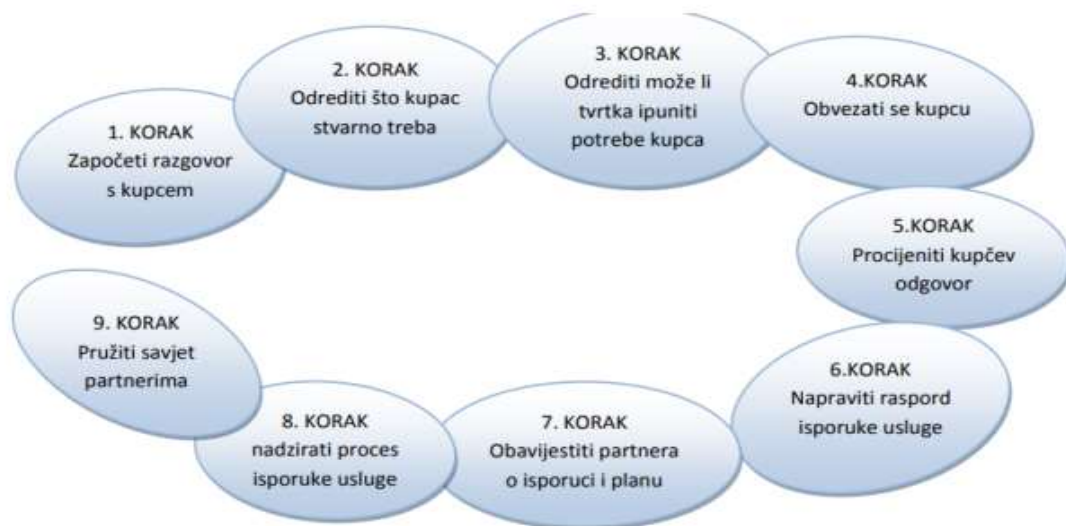 1. KORAK
Započeti razgovor
s kupcem
2. KORAK
Odrediti što kupac
stvarno treba
3. KORAK
Odrediti može li
tvrtka ipuniti
potrebe kupca
4.KORAK
Obvezati se kupcu
5.KORAK
Procijeniti kupčev
odgovor
6.KORAK
Napraviti raspord
isporuke usluge
7. KORAK
Obavijestiti partnera
o isporuci i planu
8. KORAK
nadzirati proces
isporuke usluge
9. KORAK
Pružiti savjet
partnerima